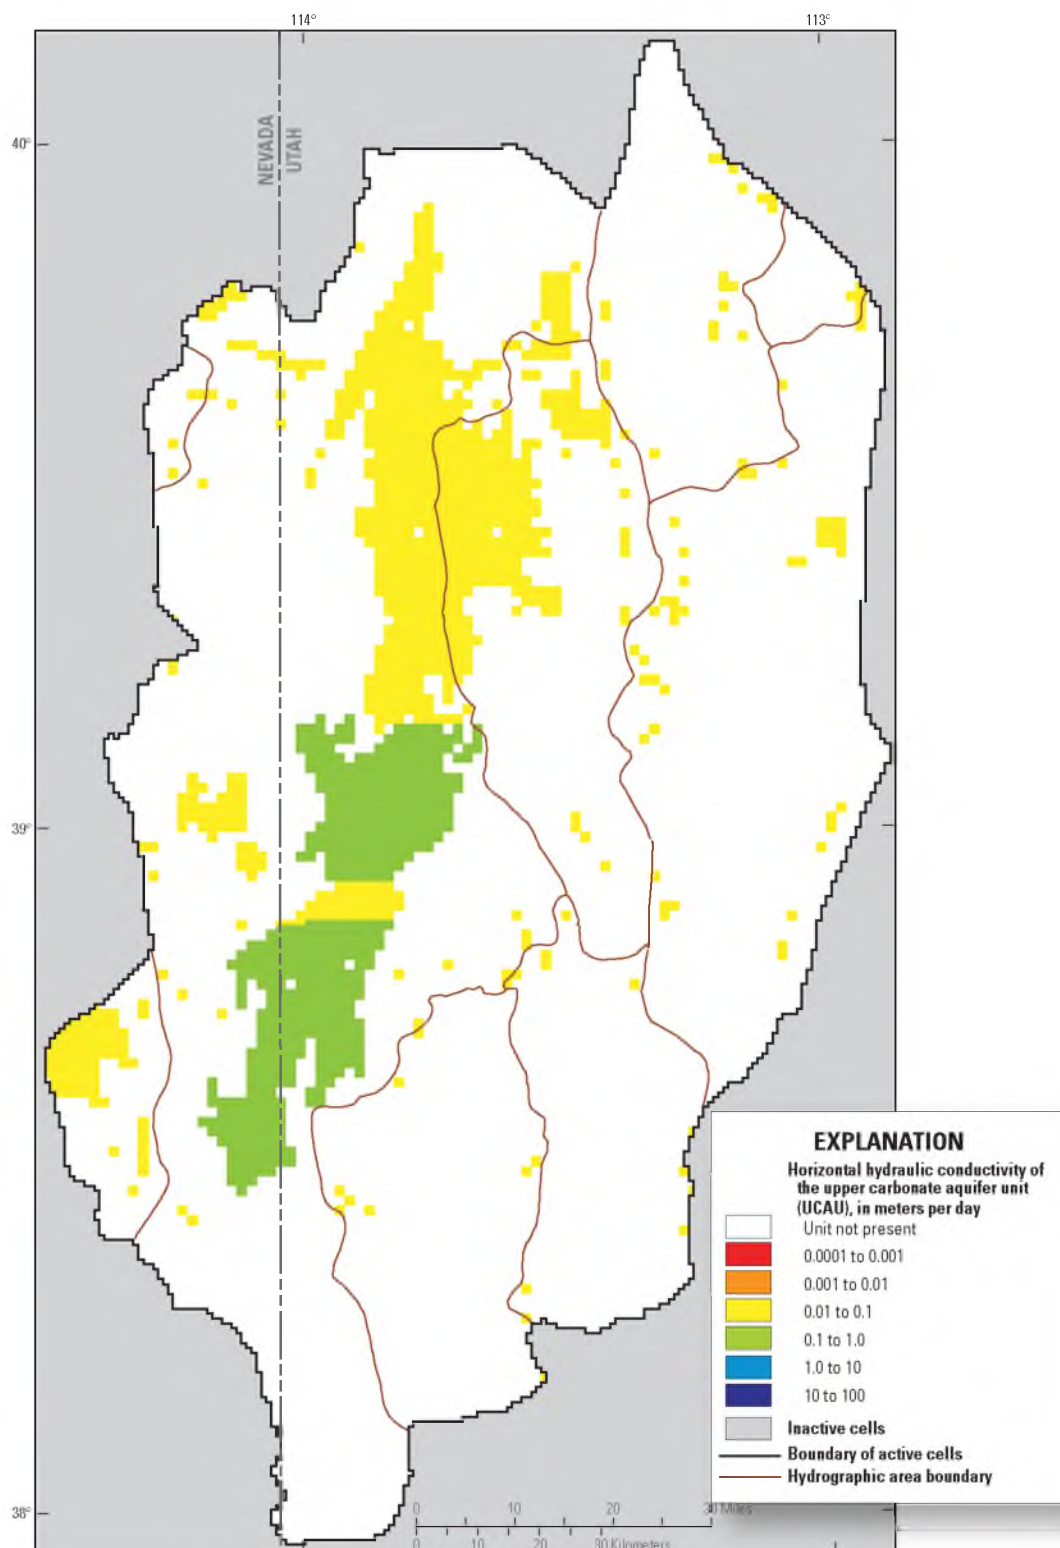 114°
113°
40°
NEVADA
UTAH
39°
EXPLANATION
Horizontal hydraulic conductivity of
the upper carbonate aquifer unit
(UCAU), in meters per day
Unit not present
0.0001 to 0.001
0.001 to 0.01
0.01 to 0.1
0.1 to 1.0
1.0 to 10
10 to 100
Inactive cells
Boundary of active cells
Hydrographic area boundary
38°
0 10 20 30 Miles
0 10 20 30 Kilometers